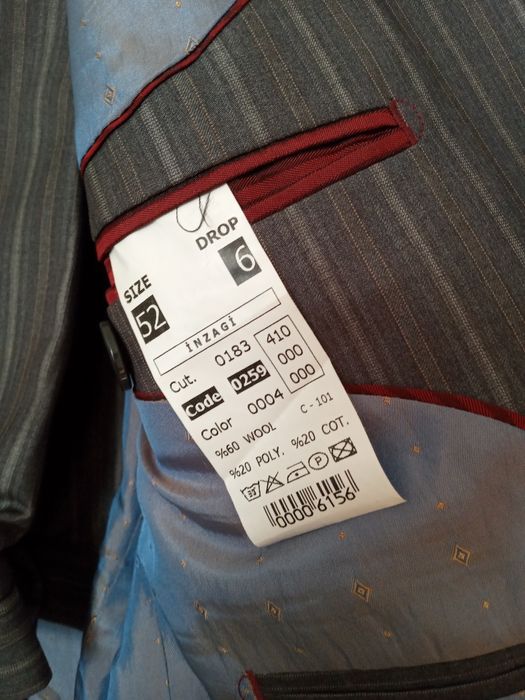 SIZE 52 DROP 6
İNZAGİ
Cut. 0183
Code 0259
Color 0004
410
000
000
%60 WOOL C-101
%20 POLY. %20 COT.
P
0000 6156